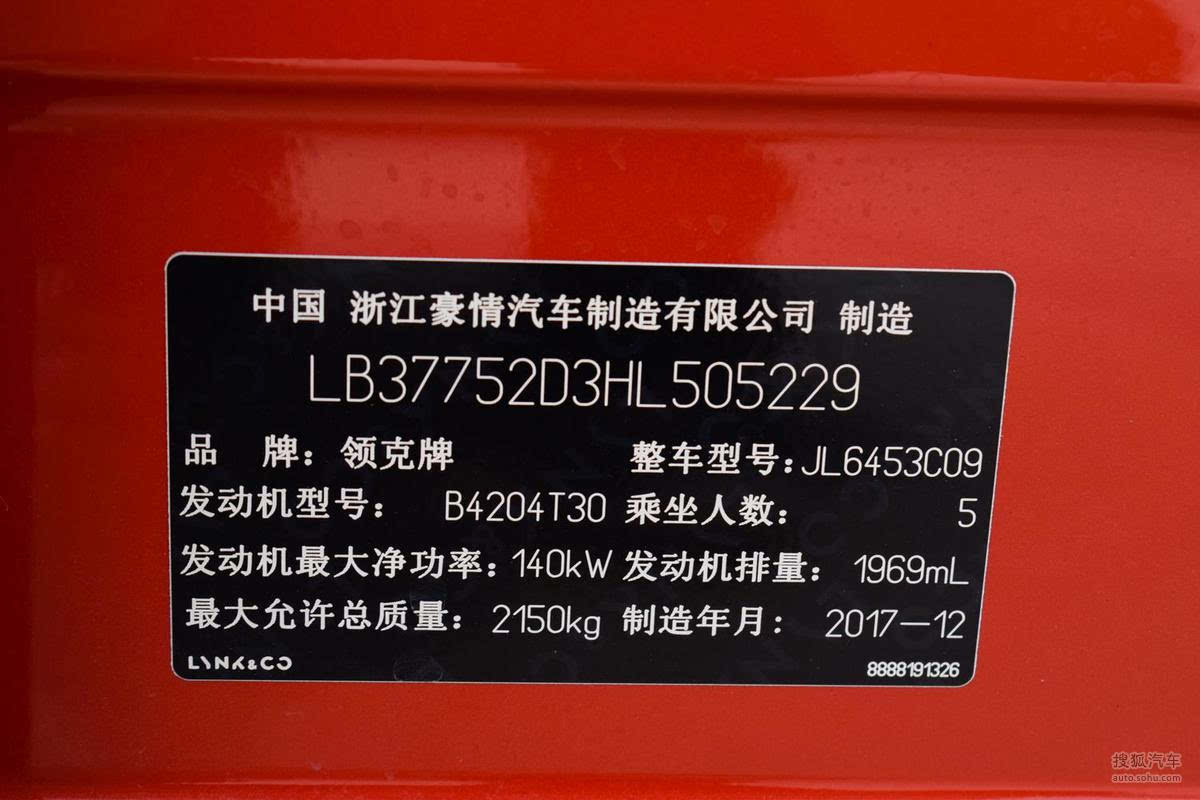 中国 浙江豪情汽车制造有限公司 制造
LB37752D3HL505229
品 牌：领克牌 整车型号：JL6453C09
发动机型号： B4204T30 乘坐人数： 5
发动机最大净功率：140kW 发动机排量： 1969mL
最大允许总质量： 2150kg 制造年月： 2017—12
LYNK&CO 8888191326
搜狐汽车
auto.sohu.com